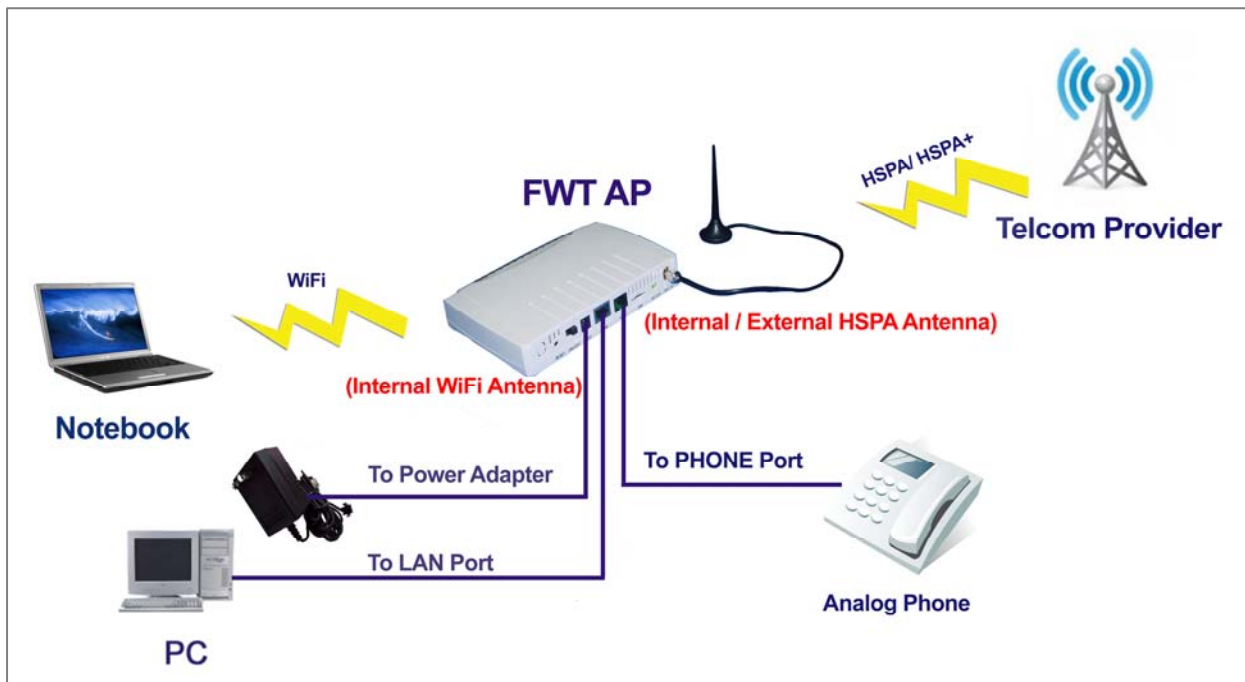 HSPA/ HSPA+
FWT AP
Telcom Provider
WiFi
(Internal / External HSPA Antenna)
(Internal WiFi Antenna)
Notebook
To Power Adapter
To PHONE Port
To LAN Port
Analog Phone
PC